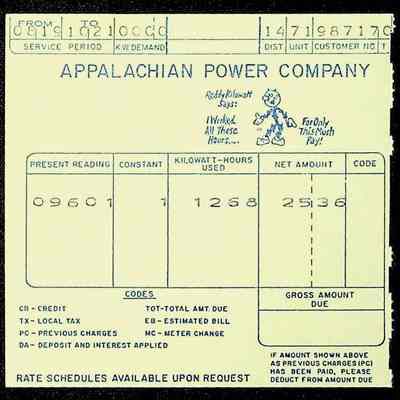 FROM TO
0819 1021 0000 14 71 987170
SERVICE PERIOD K.W.DEMAND DIST UNIT CUSTOMER NO T
APPALACHIAN POWER COMPANY
Reddy Kilowatt
Says:
I Worked
All These
Hours....
For Only
This Much
Pay!
PRESENT READING CONSTANT KILOWATT-HOURS USED NET AMOUNT CODE
09601 1 1268 2536
CODES
CR - CREDIT TOT-TOTAL AMT. DUE
TX - LOCAL TAX EB - ESTIMATED BILL
PC - PREVIOUS CHARGES MC - METER CHANGE
DA - DEPOSIT AND INTEREST APPLIED
GROSS AMOUNT
DUE
IF AMOUNT SHOWN ABOVE
AS PREVIOUS CHARGES (PC)
HAS BEEN PAID, PLEASE
DEDUCT FROM AMOUNT DUE
RATE SCHEDULES AVAILABLE UPON REQUEST